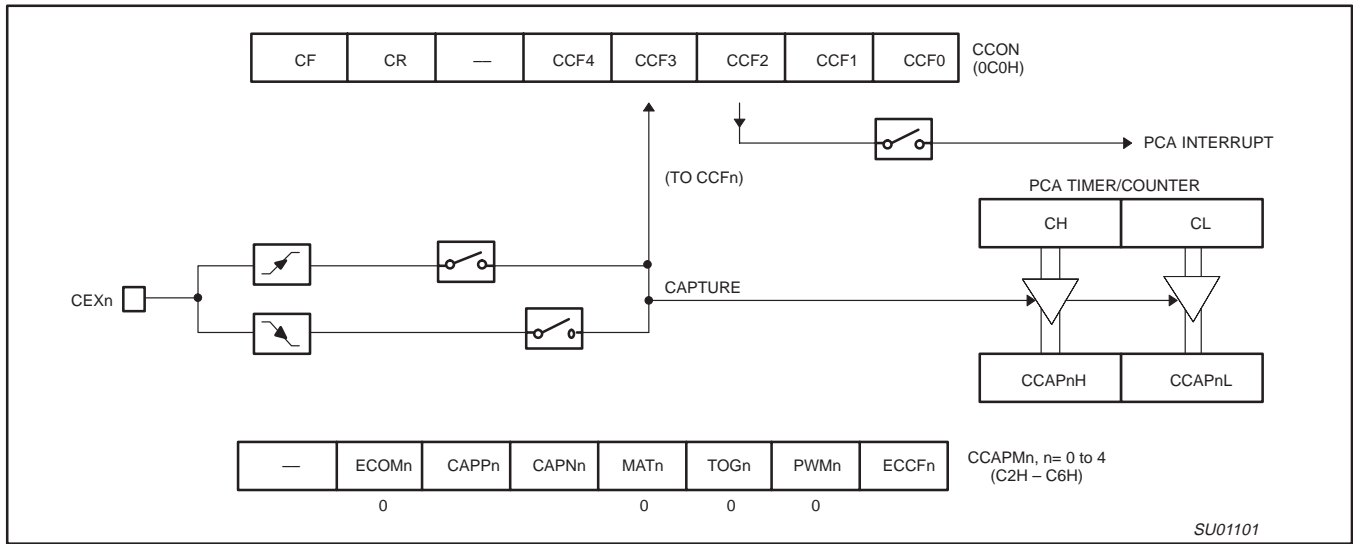 CF CR — CCF4 CCF3 CCF2 CCF1 CCF0 CCON
(0C0H)
PCA INTERRUPT
(TO CCFn)
PCA TIMER/COUNTER
CH CL
CEXn
CAPTURE
CCAPnH CCAPnL
— ECOMn CAPPn CAPNn MATn TOGn PWMn ECCFn CCAPMn, n= 0 to 4
(C2H – C6H)
0 0 0 0
SU01101